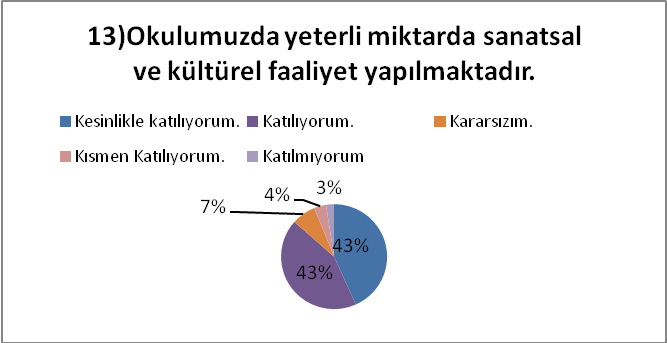 13)Okulumuzda yeterli miktarda sanatsal
ve kültürel faaliyet yapılmaktadır.
Kesinlikle katılıyorum. Katılıyorum. Kararsızım.
Kısmen Katılıyorum. Katılmıyorum
3%
4%
7%
43%
43%